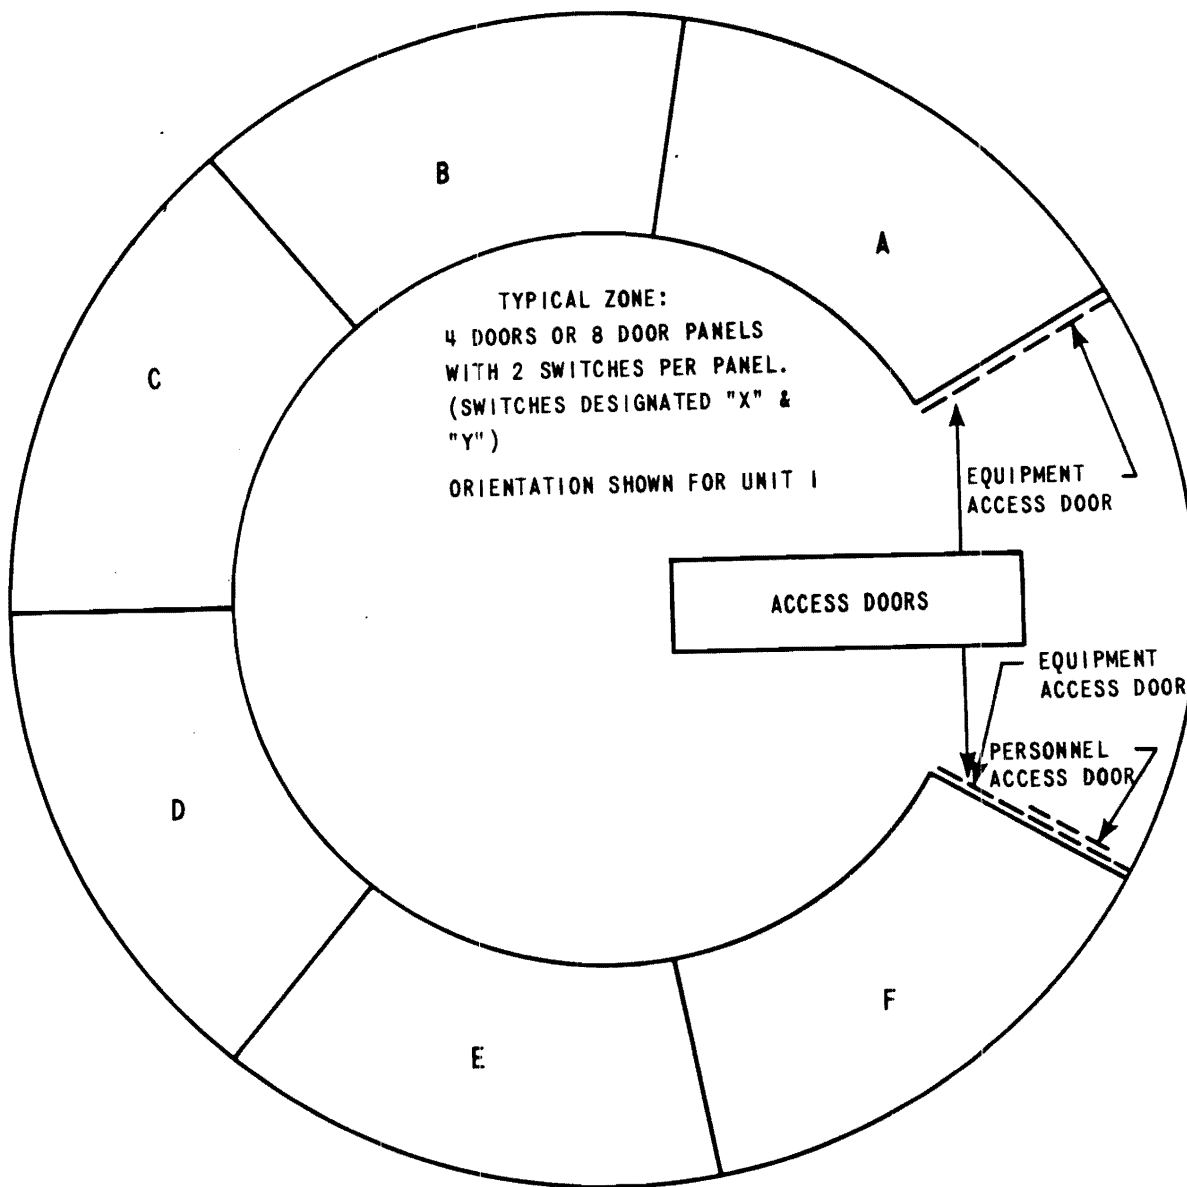 B
A
TYPICAL ZONE:
4 DOORS OR 8 DOOR PANELS
WITH 2 SWITCHES PER PANEL.
(SWITCHES DESIGNATED "X" &
"Y")
ORIENTATION SHOWN FOR UNIT 1
C
EQUIPMENT
ACCESS DOOR
ACCESS DOORS
EQUIPMENT
ACCESS DOOR
PERSONNEL
ACCESS DOOR
D
F
E